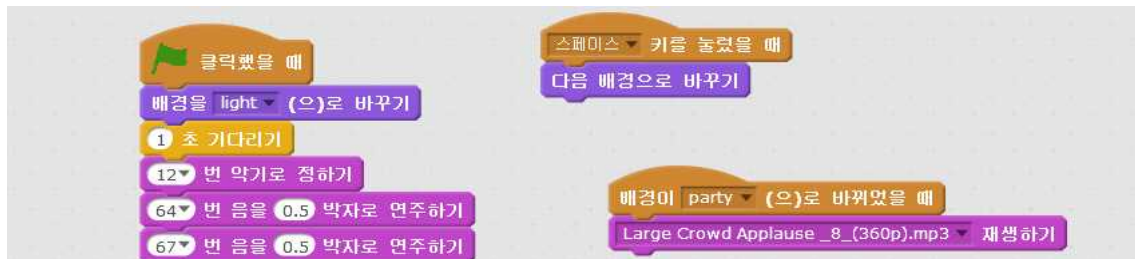 클릭했을 때
배경을 light (으)로 바꾸기
1 초 기다리기
12 번 악기로 정하기
64 번 음을 0.5 박자로 연주하기
67 번 음을 0.5 박자로 연주하기
스페이스 키를 눌렀을 때
다음 배경으로 바꾸기
배경이 party (으)로 바뀌었을 때
Large Crowd Applause _8_(360p).mp3 재생하기